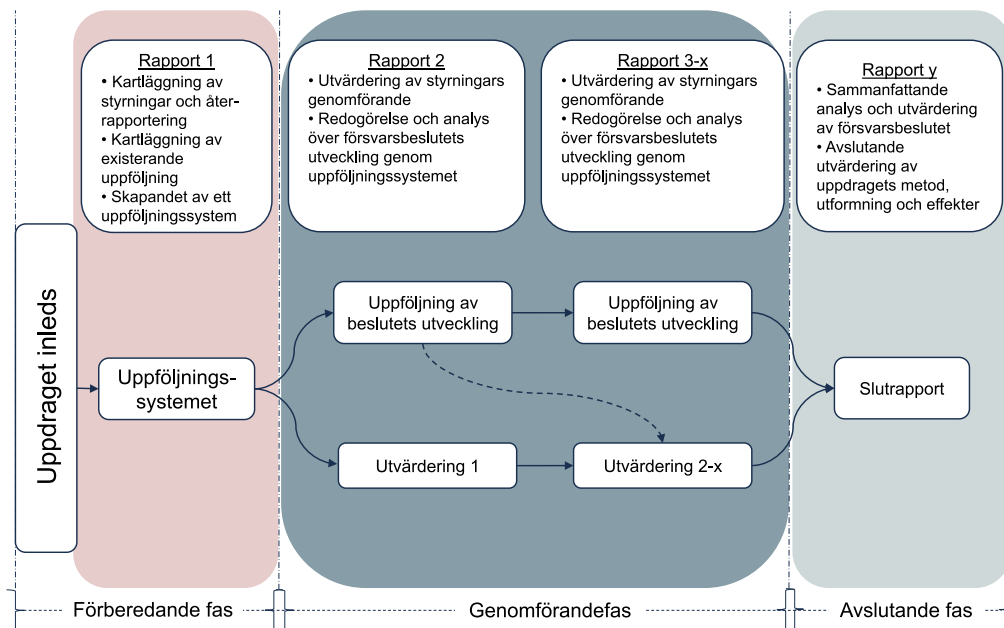 Rapport 1
• Kartläggning av
styrningar och åter-
rapportering
• Kartläggning av
existerande
uppföljning
• Skapandet av ett
uppföljningssystem
Rapport 2
• Utvärdering av styrningars
genomförande
• Redogörelse och analys
över försvarsbeslutets
utveckling genom
uppföljningssystemet
Rapport 3-x
• Utvärdering av styrningars
genomförande
• Redogörelse och analys
över försvarsbeslutets
utveckling genom
uppföljningssystemet
Rapport y
• Sammanfattande
analys och utvärdering
av försvarsbeslutet
• Avslutande
utvärdering av
uppdragets metod,
utformning och effekter
Uppdraget inleds
Uppföljnings-
systemet
Uppföljning av
beslutets utveckling
Uppföljning av
beslutets utveckling
Utvärdering 1
Utvärdering 2-x
Slutrapport
Förberedande fas
Genomförandefas
Avslutande fas